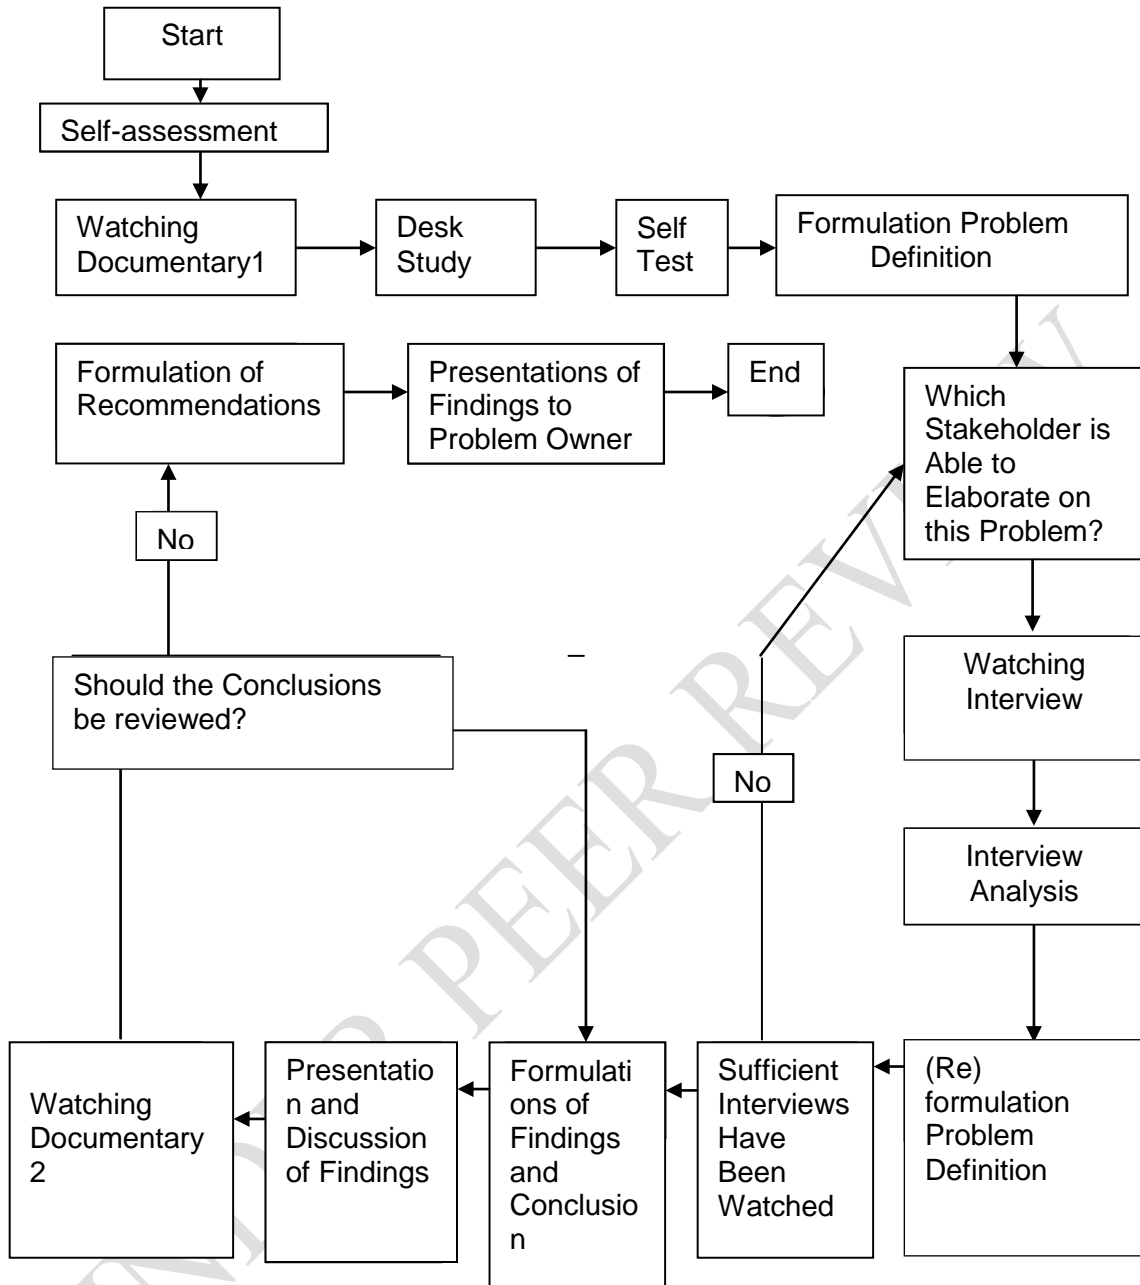 Start
Self-assessment
Watching
Documentary1
Desk
Study
Self
Test
Formulation Problem
Definition
Formulation of
Recommendations
Presentations of
Findings to
Problem Owner
End
Which
Stakeholder is
Able to
Elaborate on
this Problem?
No
Should the Conclusions
be reviewed?
Watching
Interview
No
Interview
Analysis
Watching
Documentary
2
Presentatio
n and
Discussion
of Findings
Formulati
ons of
Findings
and
Conclusio
n
Sufficient
Interviews
Have
Been
Watched
(Re)
formulation
Problem
Definition
PEER REVIEW